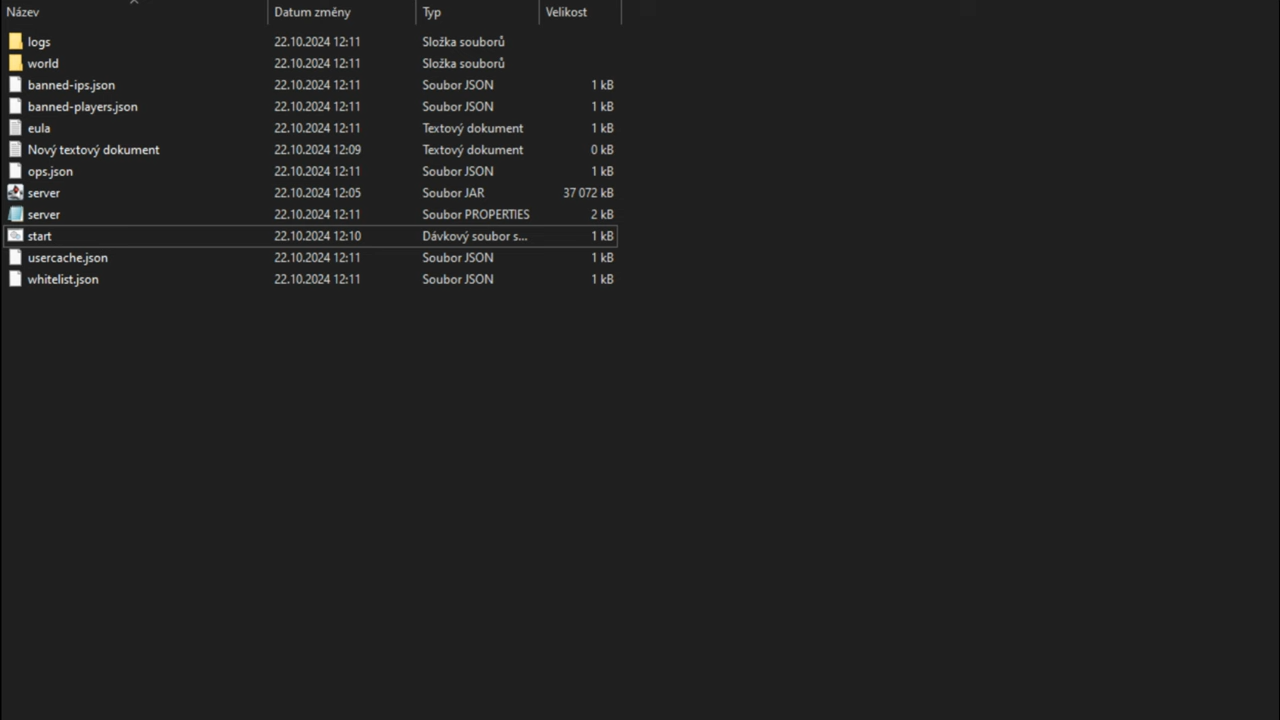 Název Datum změny Typ Velikost
logs 22.10.2024 12:11 Složka souborů
world 22.10.2024 12:11 Složka souborů
banned-ips.json 22.10.2024 12:11 Soubor JSON 1 kB
banned-players.json 22.10.2024 12:11 Soubor JSON 1 kB
eula 22.10.2024 12:11 Textový dokument 1 kB
Nový textový dokument 22.10.2024 12:09 Textový dokument 0 kB
ops.json 22.10.2024 12:11 Soubor JSON 1 kB
server 22.10.2024 12:05 Soubor JAR 37 072 kB
server 22.10.2024 12:11 Soubor PROPERTIES 2 kB
start 22.10.2024 12:10 Dávkový soubor s... 1 kB
usercache.json 22.10.2024 12:11 Soubor JSON 1 kB
whitelist.json 22.10.2024 12:11 Soubor JSON 1 kB